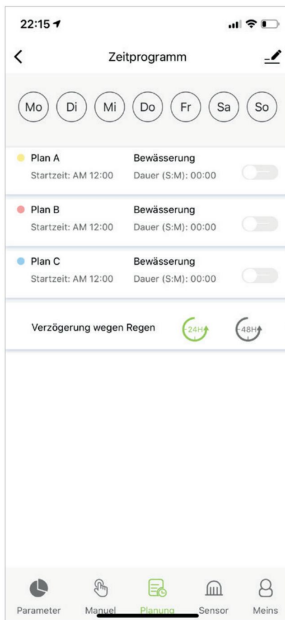 22:15
Zeitprogramm
Mo Di Mi Do Fr Sa So
Plan A Bewässerung
Startzeit: AM 12:00 Dauer (S:M): 00:00
Plan B Bewässerung
Startzeit: AM 12:00 Dauer (S:M): 00:00
Plan C Bewässerung
Startzeit: AM 12:00 Dauer (S:M): 00:00
Verzögerung wegen Regen 24H 48H
Parameter Manuel Planung Sensor Meins